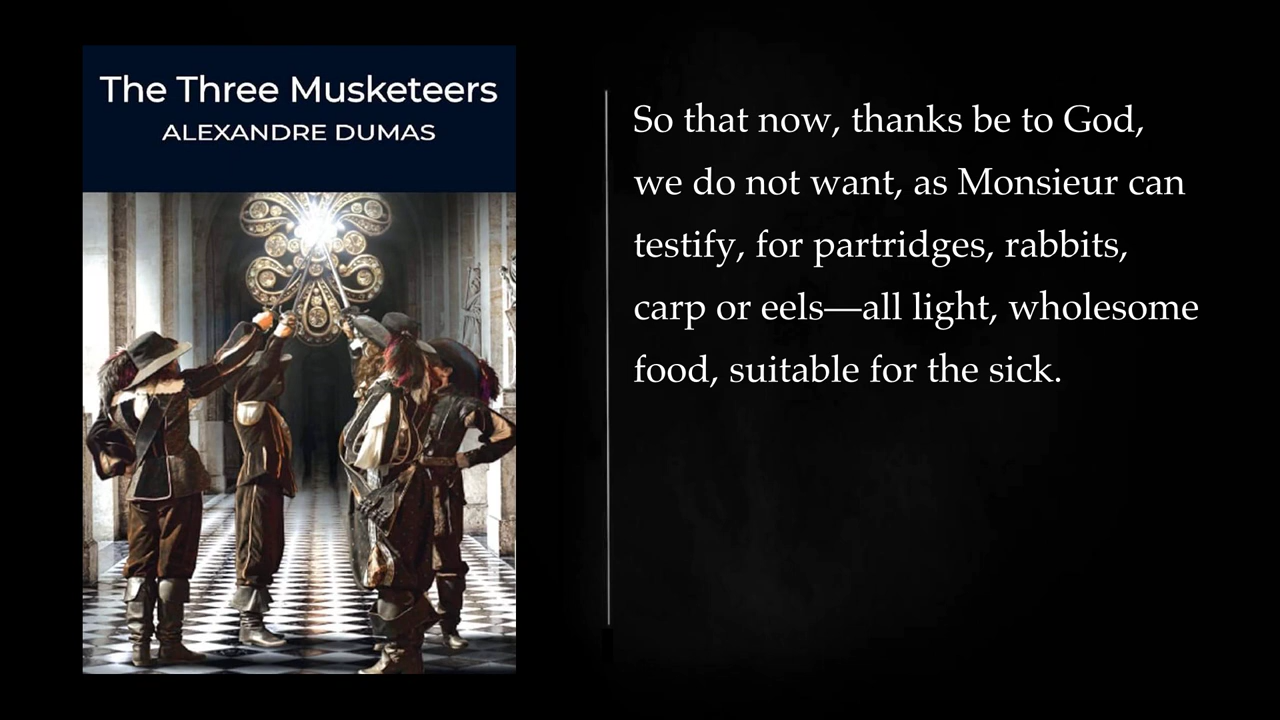 The Three Musketeers
ALEXANDRE DUMAS
So that now, thanks be to God,
we do not want, as Monsieur can
testify, for partridges, rabbits,
carp or eels—all light, wholesome
food, suitable for the sick.